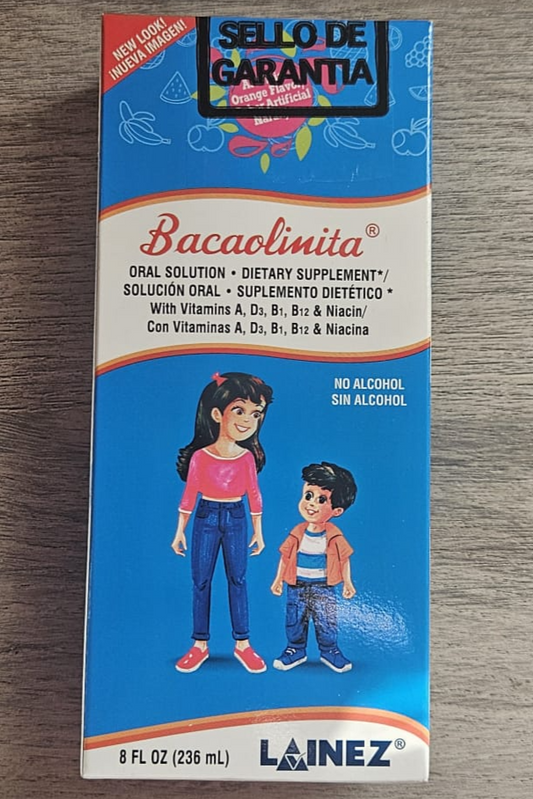 NEW LOOK!
¡NUEVA IMAGEN!
SELLO DE
GARANTIA
Orange Flavor/
Artificial
Bacaolinita®
ORAL SOLUTION • DIETARY SUPPLEMENT*/
SOLUCIÓN ORAL • SUPLEMENTO DIETÉTICO *
With Vitamins A, D3, B1, B12 & Niacin/
Con Vitaminas A, D3, B1, B12 & Niacina
NO ALCOHOL
SIN ALCOHOL
8 FL OZ (236 mL)
LAINEZ®